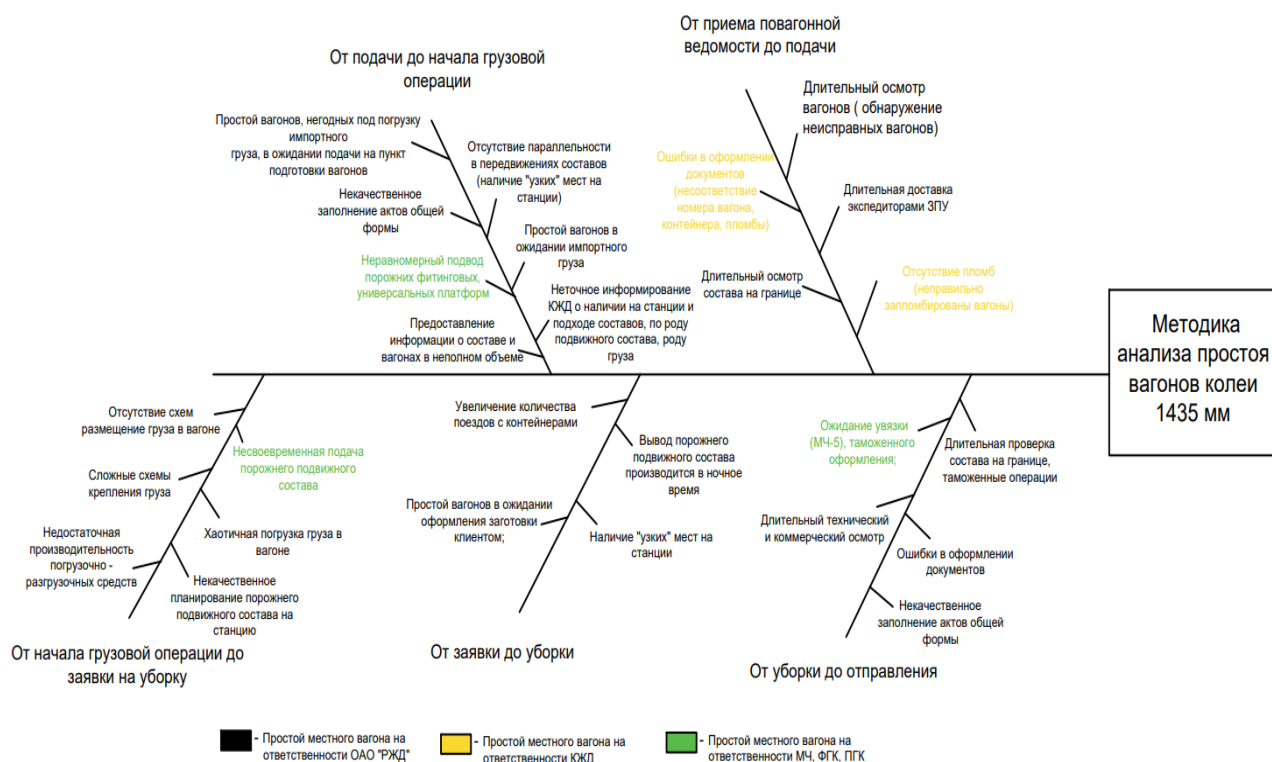 От приема повагонной
ведомости до подачи
От подачи до начала грузовой
операции
Простой вагонов, негодных под погрузку
импортного
груза, в ожидании подачи на пункт
подготовки вагонов
Отсутствие параллельности
в передвижениях составов
(наличие "узких" мест на
станции)
Некачественное
заполнение актов общей
формы
Простой вагонов в
ожидании импортного
груза
Неравномерный подвод
порожних фитинговых,
универсальных платформ
Неточное информирование
КЖД о наличии на станции и
подходе составов, по роду
подвижного состава, роду
груза
Предоставление
информации о составе и
вагонах в неполном объеме
Длительный осмотр
вагонов ( обнаружение
неисправных вагонов)
Ошибки в оформлении
документов
(несоответствие
номера вагона,
контейнера, пломбы)
Длительная доставка
экспедиторами ЗПУ
Длительный осмотр
состава на границе
Отсутствие пломб
(неправильно
запломбированы вагоны)
Методика
анализа простоя
вагонов колеи
1435 мм
Отсутствие схем
размещение груза в вагоне
Несвоевременная подача
порожнего подвижного
состава
Сложные схемы
крепления груза
Хаотичная погрузка груза в
вагоне
Недостаточная
производительность
погрузочно -
разгрузочных средств
Некачественное
планирование порожнего
подвижного состава на
станцию
От начала грузовой операции до
заявки на уборку
Увеличение количества
поездов с контейнерами
Вывод порожнего
подвижного состава
производится в ночное
время
Простой вагонов в ожидании
оформления заготовки
клиентом;
Наличие "узких" мест на
станции
От заявки до уборки
Ожидание увязки
(МЧ-5), таможенного
оформления;
Длительная проверка
состава на границе,
таможенные операции
Длительный технический
и коммерческий осмотр
Ошибки в оформлении
документов
Некачественное
заполнение актов общей
формы
От уборки до отправления
- Простой местного вагона на
ответственности ОАО "РЖД"
- Простой местного вагона на
ответственности КЖД
- Простой местного вагона на
ответственности МЧ, ФГК, ПГК